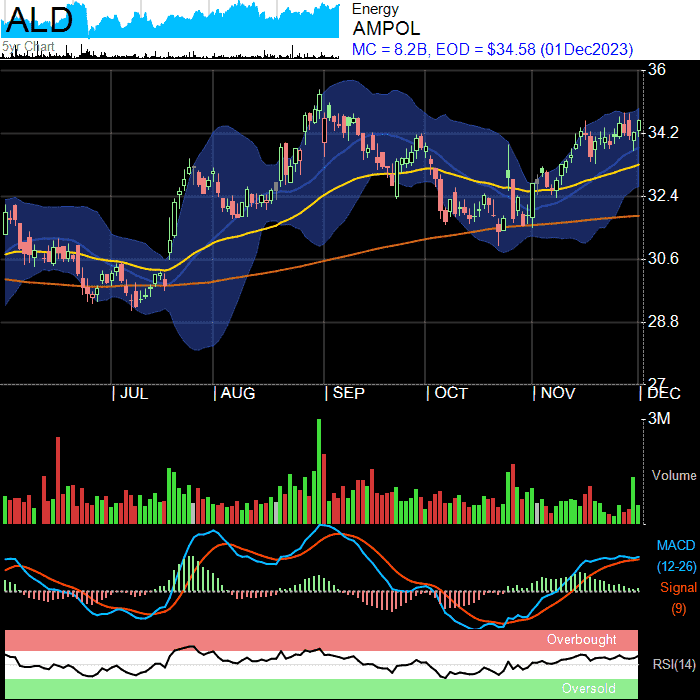 ALD
5yr Chart
Energy
AMPOL
MC = 8.2B, EOD = $34.58 (01Dec2023)
36
34.2
32.4
30.6
28.8
27
JUL AUG SEP OCT NOV DEC
3M
Volume
MACD
(12-26)
Signal
(9)
Overbought
RSI(14)
Oversold